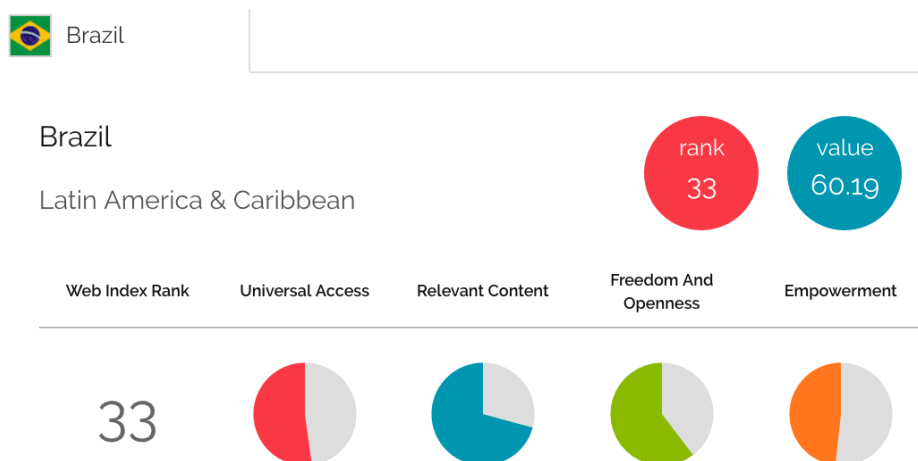 Brazil
Brazil
Latin America & Caribbean
rank
33
value
60.19
Web Index Rank
Universal Access
Relevant Content
Freedom And
Openness
Empowerment
33